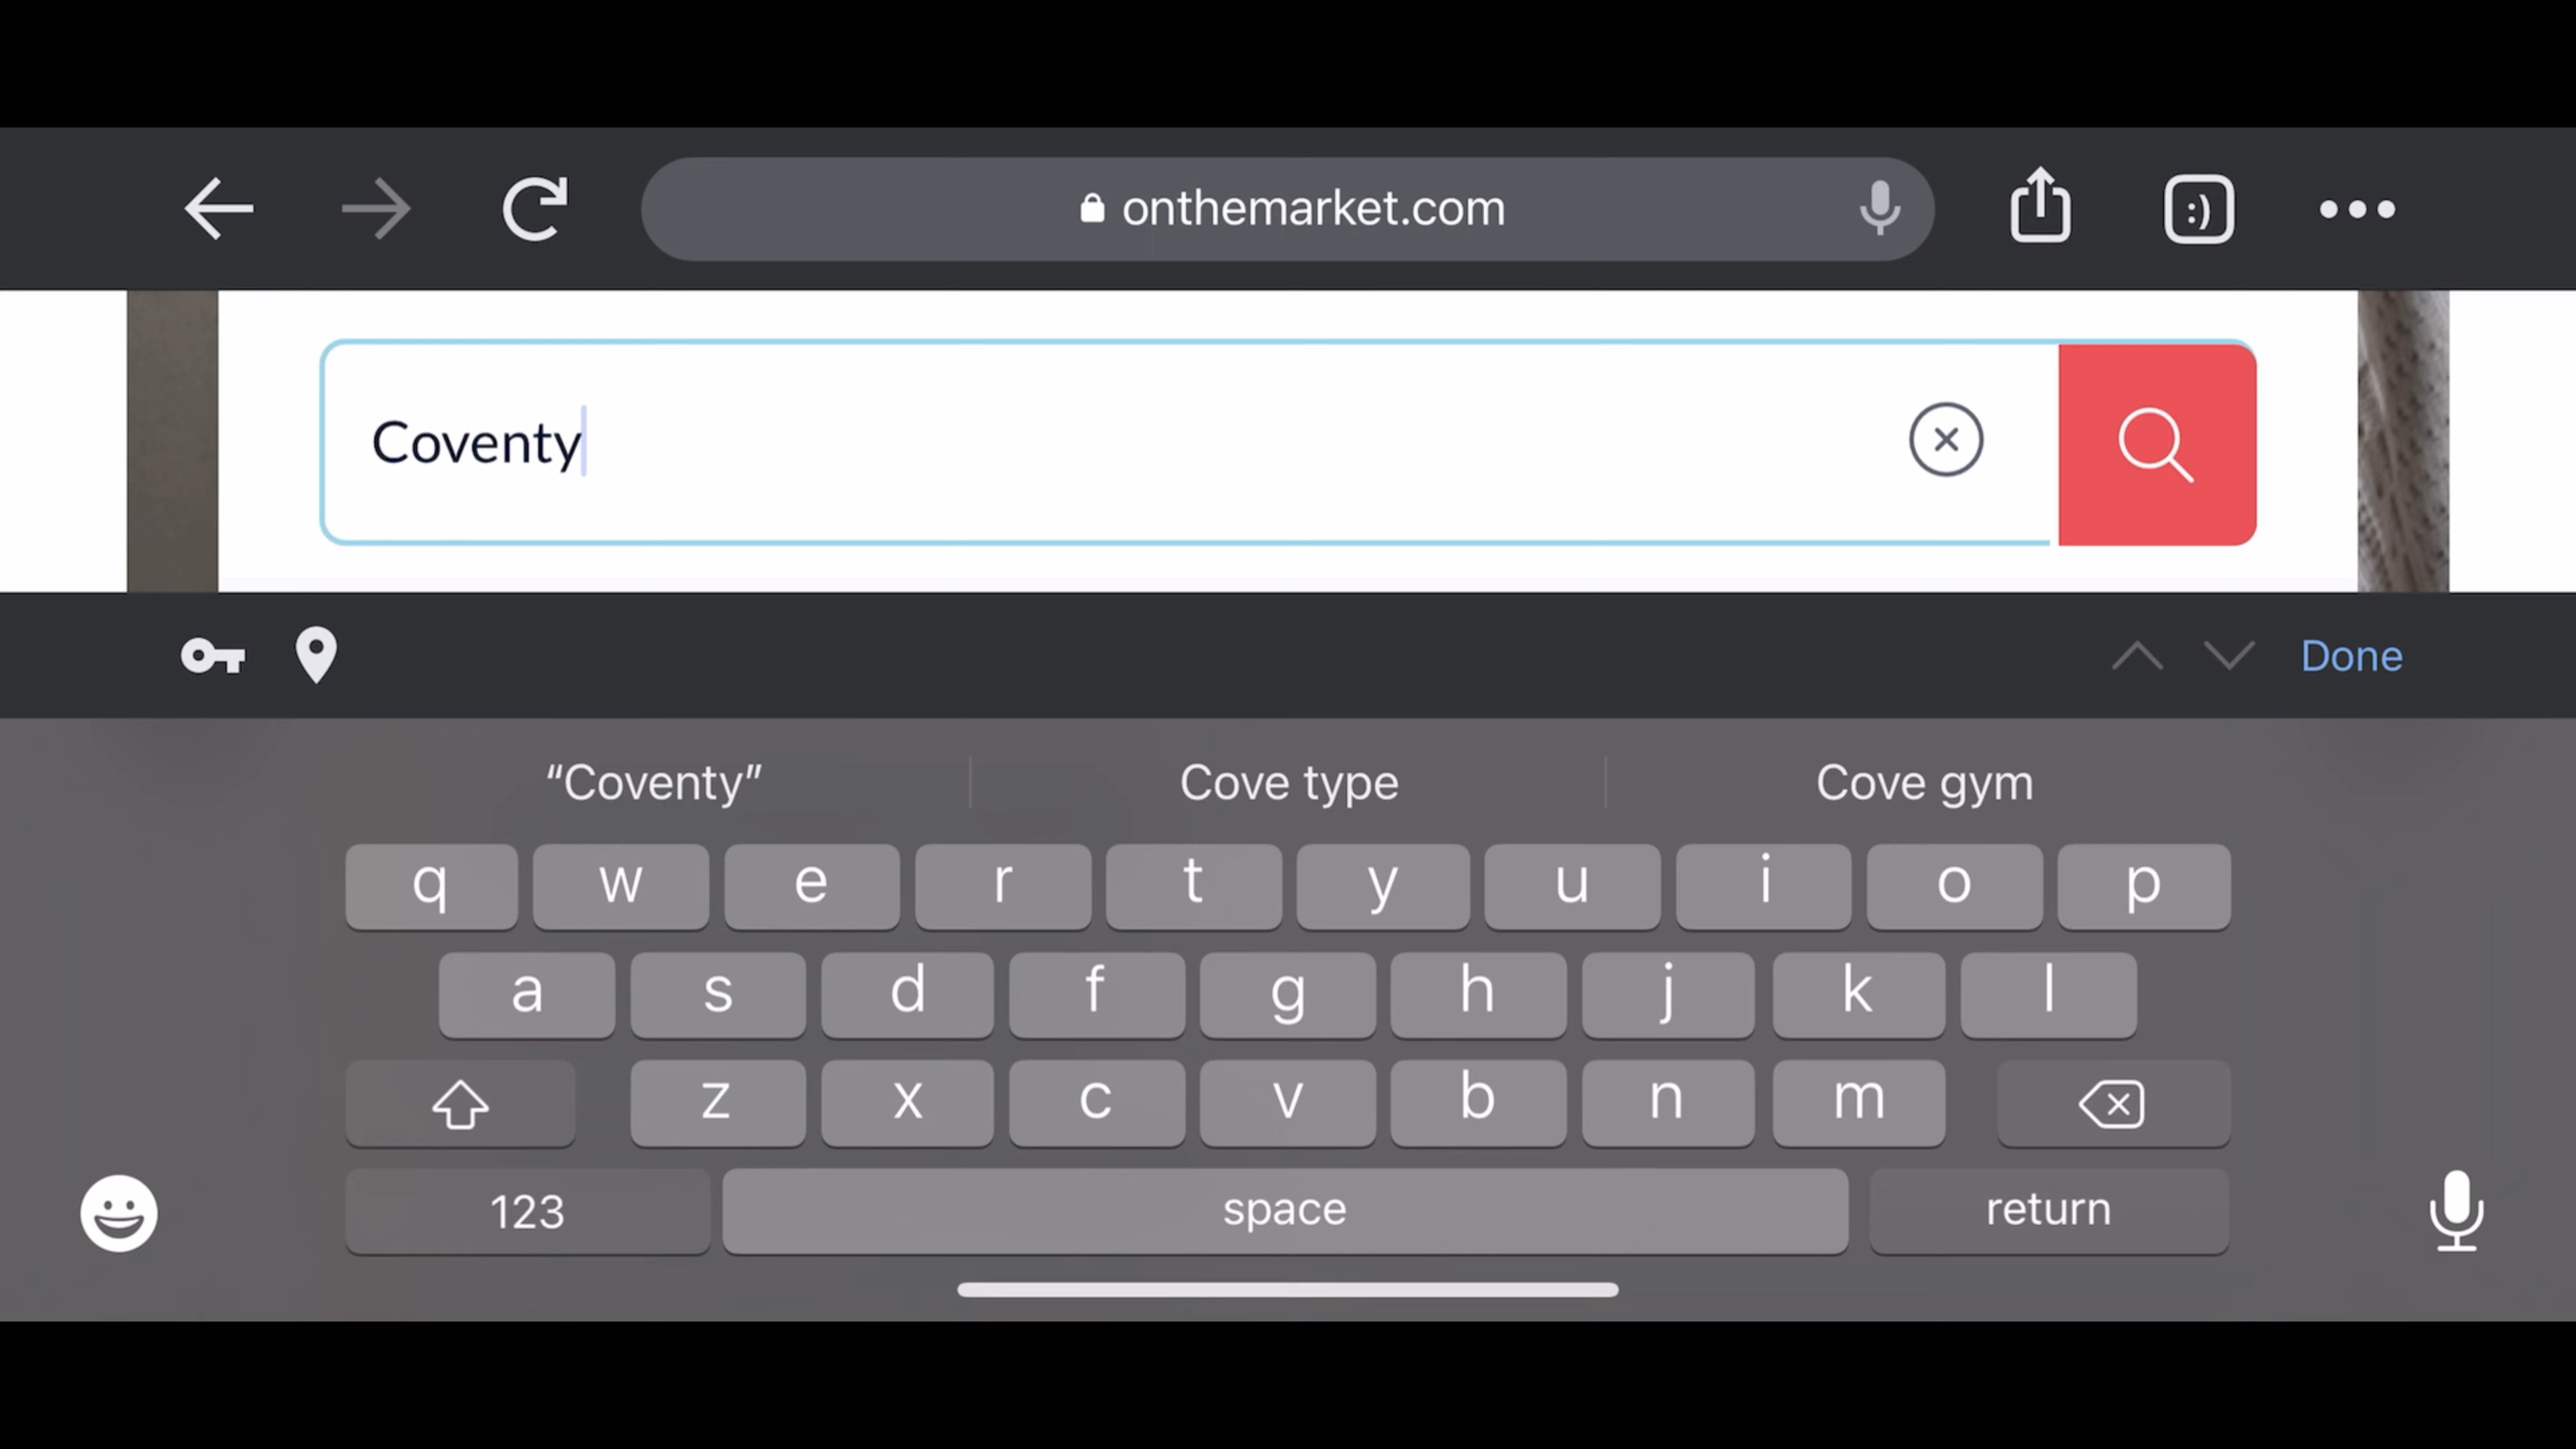 onthemarket.com
:)
Coventy
Done
“Coventy” Cove type Cove gym
q w e r t y u i o p
a s d f g h j k l
z x c v b n m
123 space return